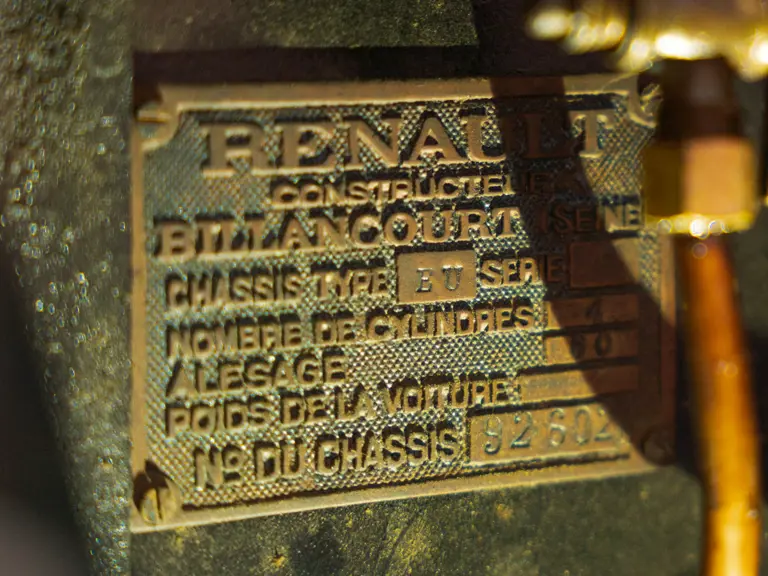 RENAULT
CONSTRUCTEUR A
BILLANCOURT (SEINE
CHASSIS TYPE EU SERIE
NOMBRE DE CYLINDRES 4
ALESAGE 80
POIDS DE LA VOITURE
No DU CHASSIS 92602